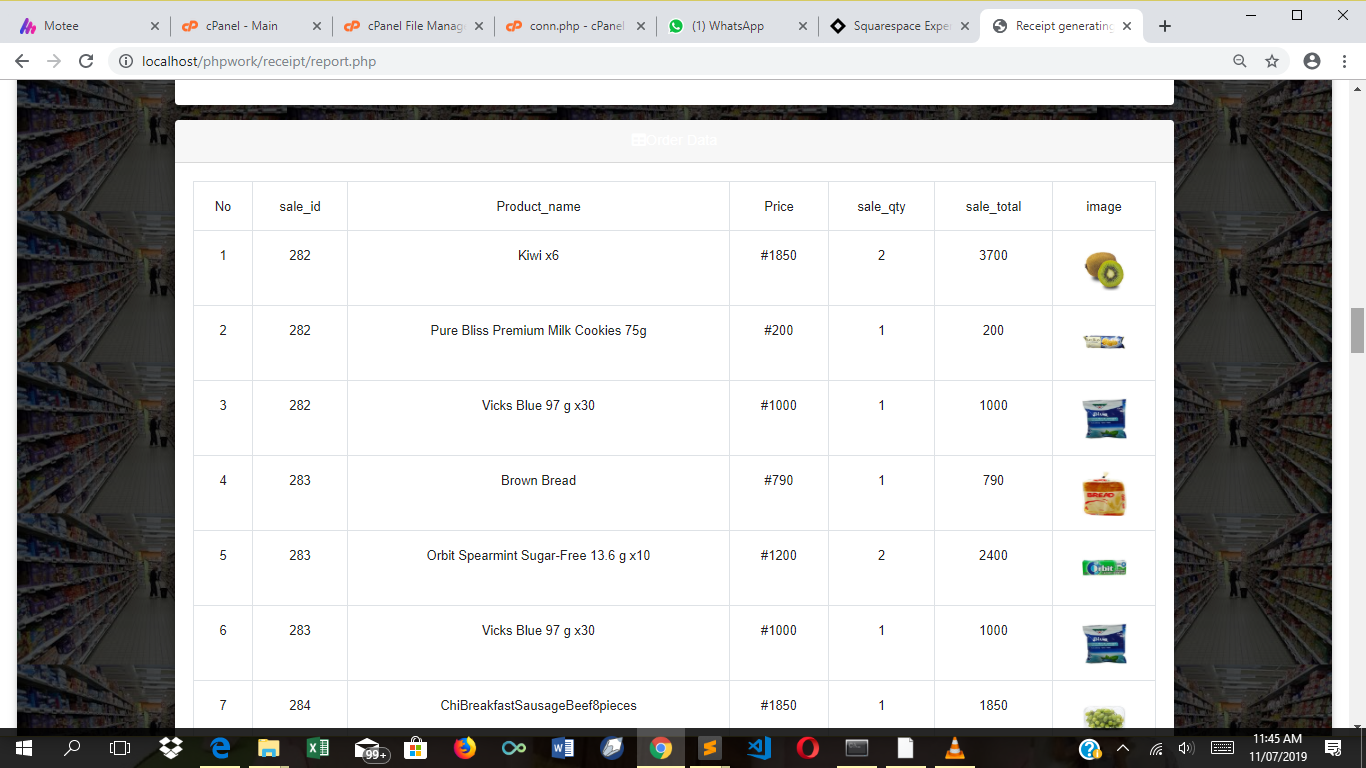 Motee
cPanel - Main
cPanel File Manag
conn.php - cPanel
(1) WhatsApp
Squarespace Exper
Receipt generating
localhost/phpwork/receipt/report.php
Order Data
No sale_id Product_name Price sale_qty sale_total image
1 282 Kiwi x6 #1850 2 3700
2 282 Pure Bliss Premium Milk Cookies 75g #200 1 200
3 282 Vicks Blue 97 g x30 #1000 1 1000
4 283 Brown Bread #790 1 790
BREAD
5 283 Orbit Spearmint Sugar-Free 13.6 g x10 #1200 2 2400
Orbit
6 283 Vicks Blue 97 g x30 #1000 1 1000
7 284 ChiBreakfastSausageBeef8pieces #1850 1 1850
99+
11:45 AM
11/07/2019